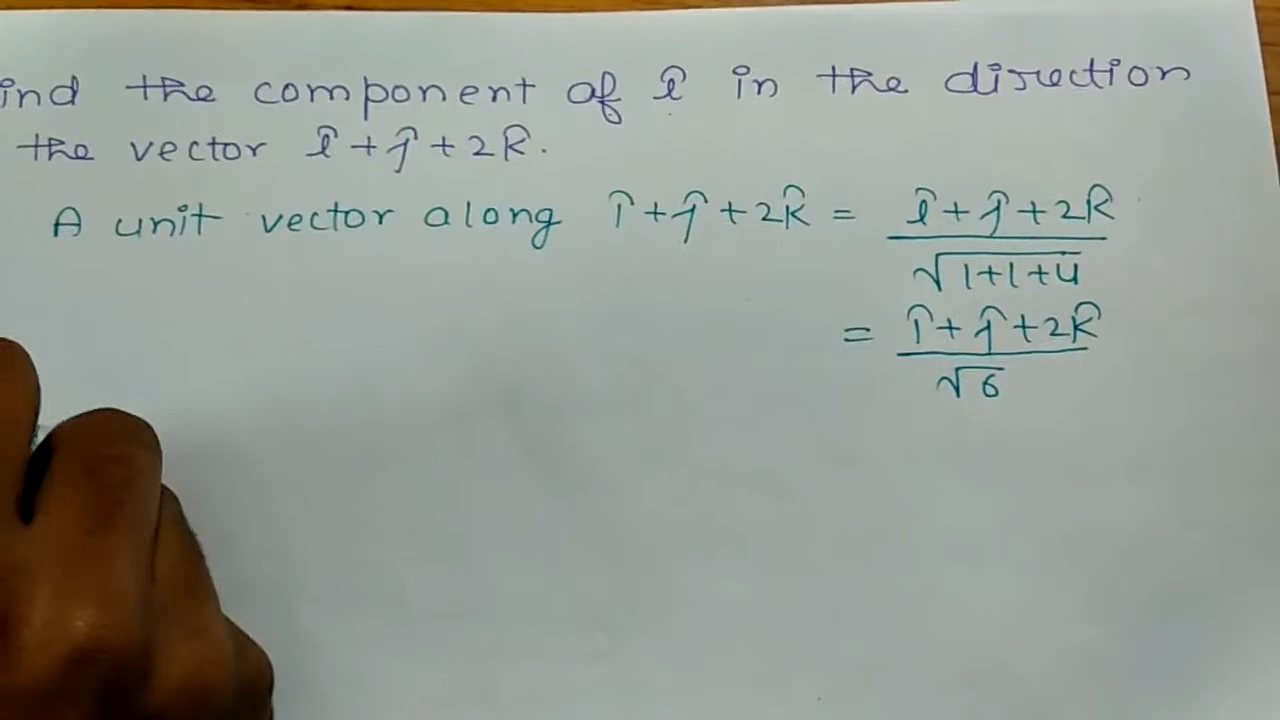 ind the component of î in the direction
the vector î + ĵ + 2k̂.
A unit vector along î + ĵ + 2k̂ = î + ĵ + 2k̂
√1+1+4
= î + ĵ + 2k̂
√6